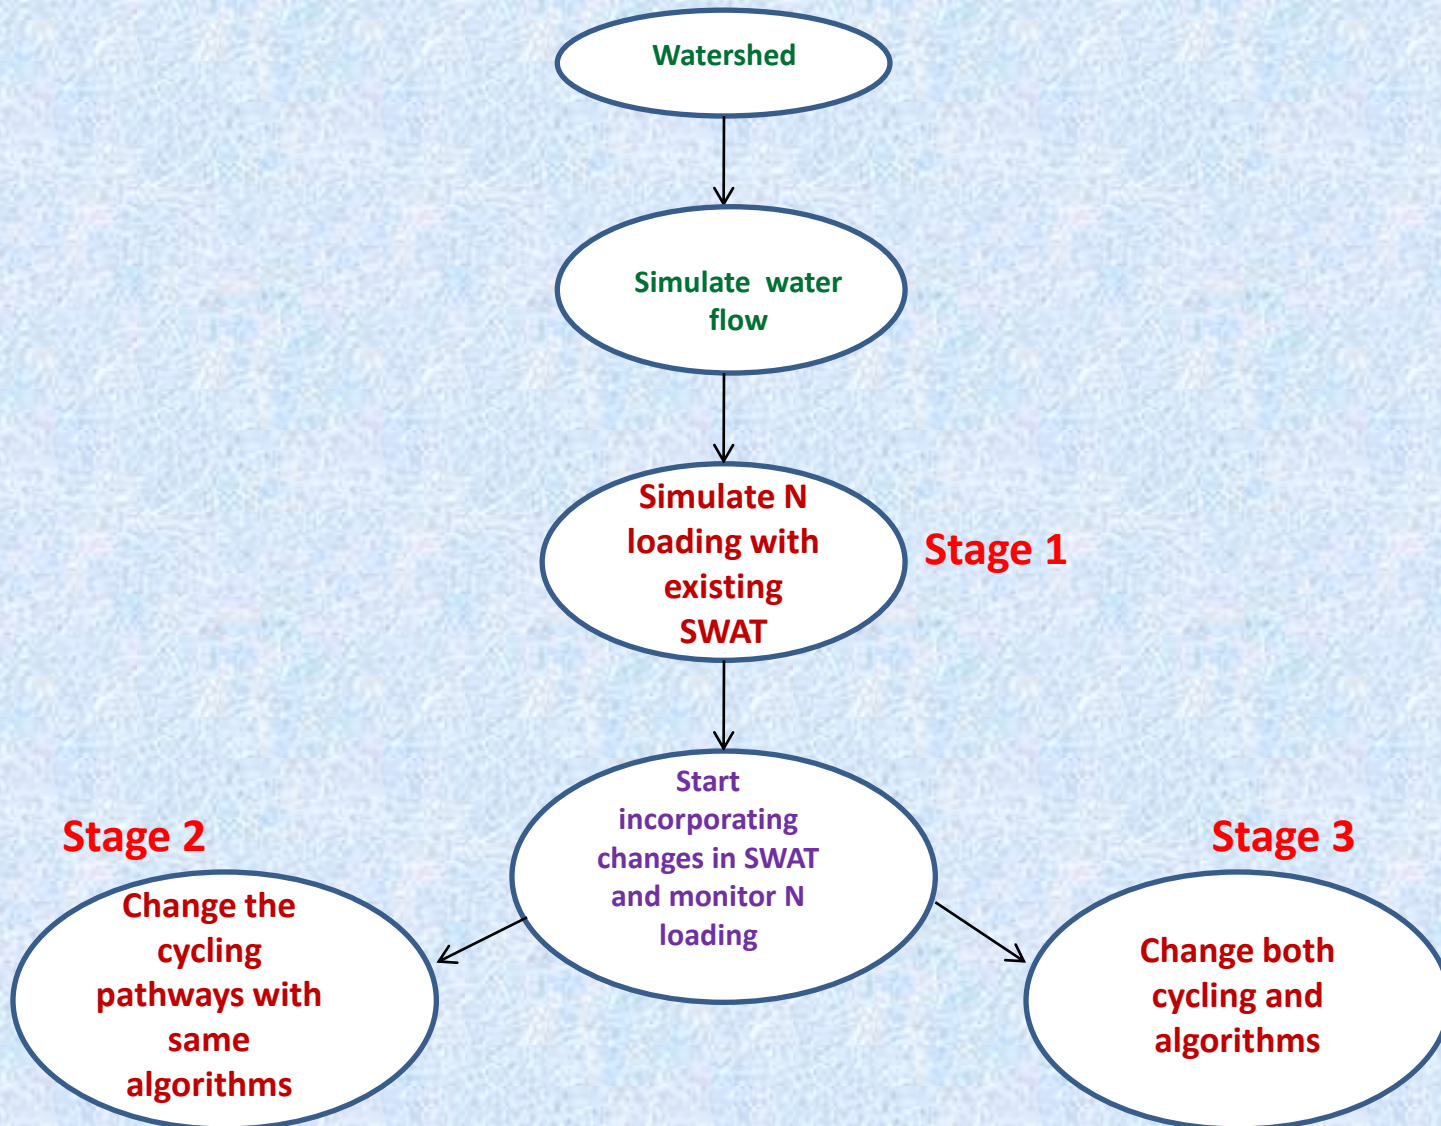 Watershed
Simulate water
flow
Simulate N
loading with
existing
SWAT
Stage 1
Start
incorporating
changes in SWAT
and monitor N
loading
Stage 2
Change the
cycling
pathways with
same
algorithms
Stage 3
Change both
cycling and
algorithms